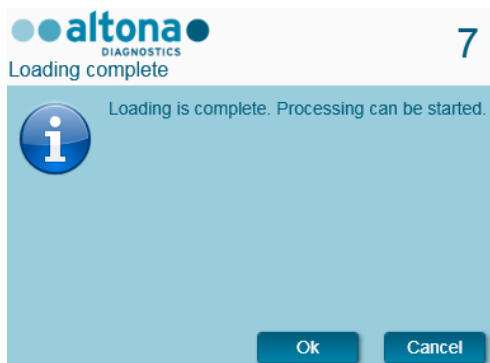 altona
DIAGNOSTICS
7
Loading complete
Loading is complete. Processing can be started.
Ok
Cancel